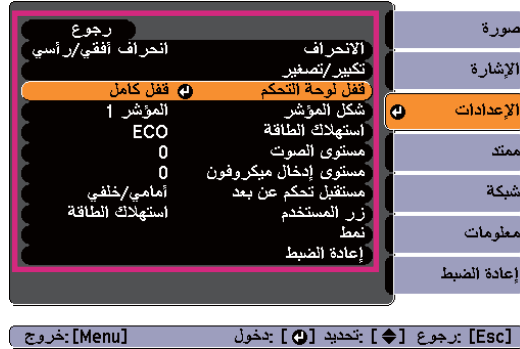 صورة
الإشارة
الإعدادات
ممتد
شبكة
معلومات
إعادة الضبط
رجوع
الانحراف انحراف أفقي/رأسي
تكبير/تصغير
قفل لوحة التحكم قفل كامل
شكل المؤشر المؤشر 1
استهلاك الطاقة ECO
مستوى الصوت 0
مستوى إدخال ميكروفون 0
مستقبل تحكم عن بعد أمامي/خلفي
زر المستخدم استهلاك الطاقة
نمط
إعادة الضبط
[Esc] :رجوع [] :تحديد [] :دخول [Menu] :خروج